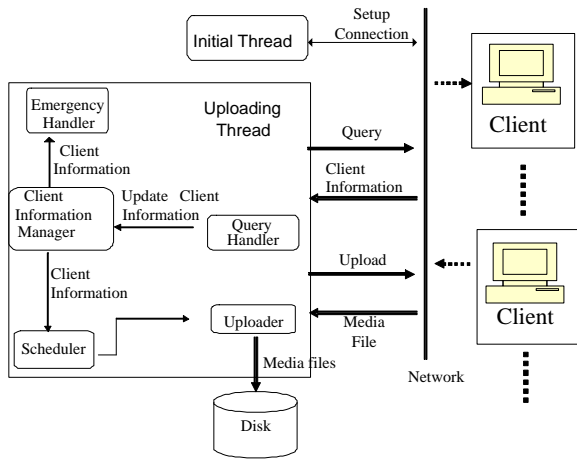 Setup
Connection
Initial Thread
Client
Emergency
Handler
Uploading
Thread
Query
Client
Information
Client
Information
Update Client
Information
Client
Information
Manager
Query
Handler
Upload
Client
Information
Client
Scheduler
Uploader
Media
File
Media files
Network
Disk